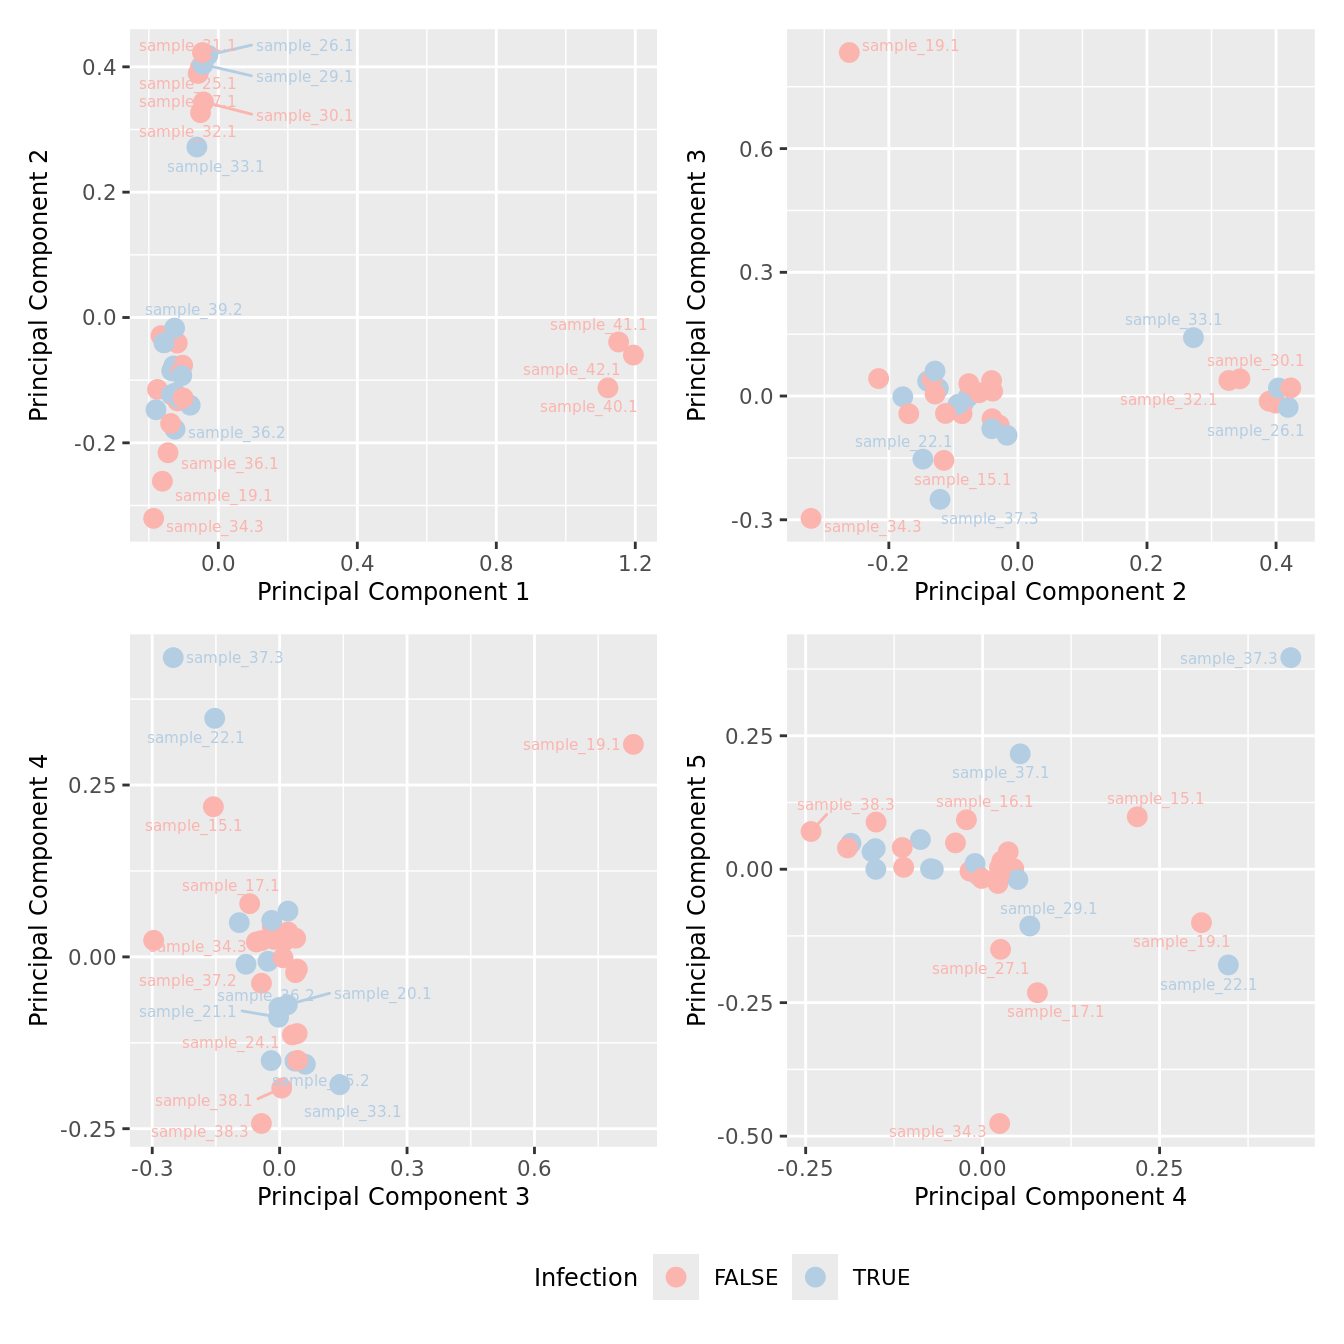 sample_31.1
sample_26.1
sample_29.1
sample_25.1
sample_30.1
sample_32.1
sample_33.1
sample_39.2
sample_41.1
sample_42.1
sample_40.1
sample_36.2
sample_36.1
sample_19.1
sample_34.3
0.4
0.2
0.0
-0.2
0.0 0.4 0.8 1.2
Principal Component 1
Principal Component 2
sample_19.1
sample_33.1
sample_30.1
sample_32.1
sample_26.1
sample_22.1
sample_15.1
sample_37.3
sample_34.3
0.6
0.3
0.0
-0.3
-0.2 0.0 0.2 0.4
Principal Component 2
Principal Component 3
sample_37.3
sample_22.1
sample_19.1
sample_15.1
sample_17.1
sample_34.3
sample_37.2
sample_36.2
sample_20.1
sample_21.1
sample_24.1
sample_38.1
sample_33.1
sample_38.3
0.25
0.00
-0.25
-0.3 0.0 0.3 0.6
Principal Component 3
Principal Component 4
sample_37.3
sample_37.1
sample_38.3
sample_16.1
sample_15.1
sample_29.1
sample_19.1
sample_27.1
sample_22.1
sample_17.1
sample_34.3
0.25
0.00
-0.25
-0.50
-0.25 0.00 0.25
Principal Component 4
Principal Component 5
Infection FALSE TRUE